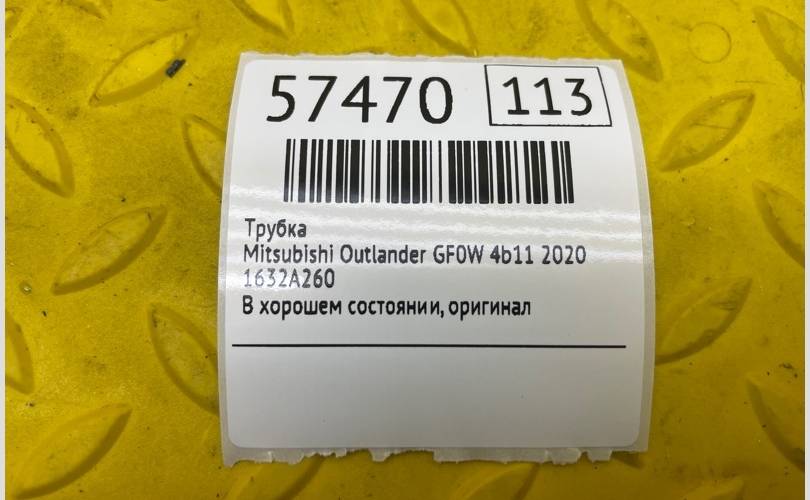 57470 113
Трубка
Mitsubishi Outlander GF0W 4b11 2020
1632A260
В хорошем состоянии, оригинал